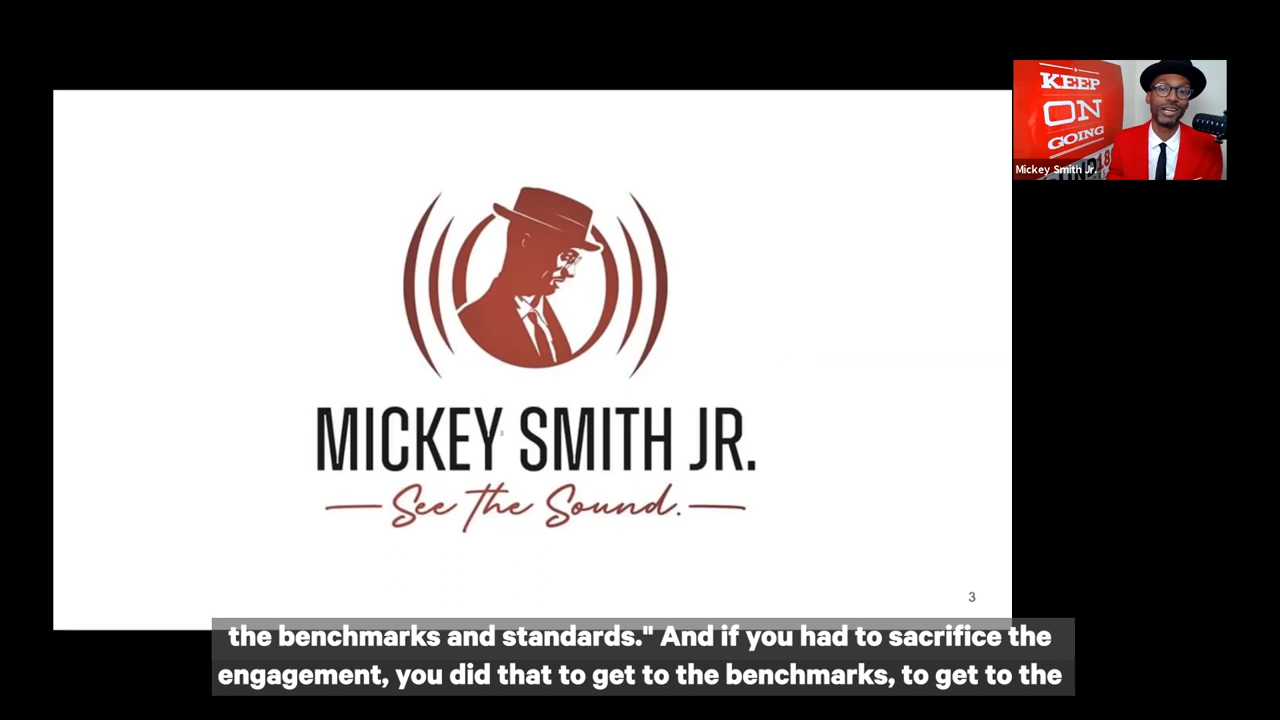 KEEP
ON
GOING
Mickey Smith Jr.
MICKEY SMITH JR.
See The Sound.
3
3
the benchmarks and standards." And if you had to sacrifice the
engagement, you did that to get to the benchmarks, to get to the